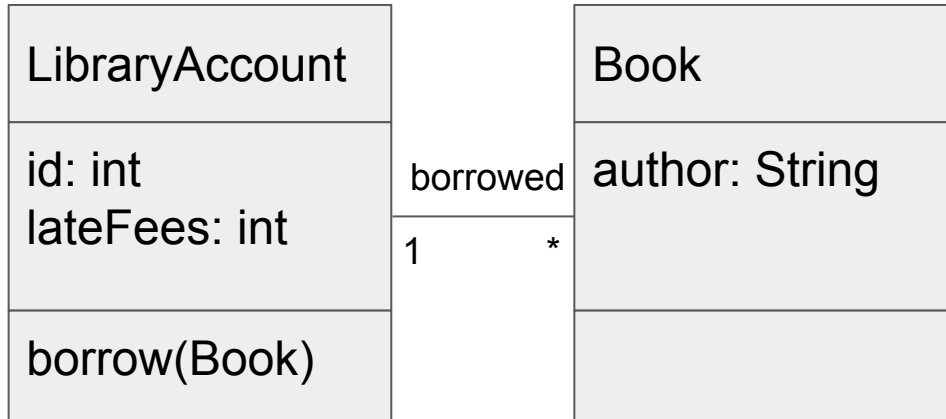 LibraryAccount
id: int
lateFees: int
borrow(Book)
borrowed
1 *
Book
author: String